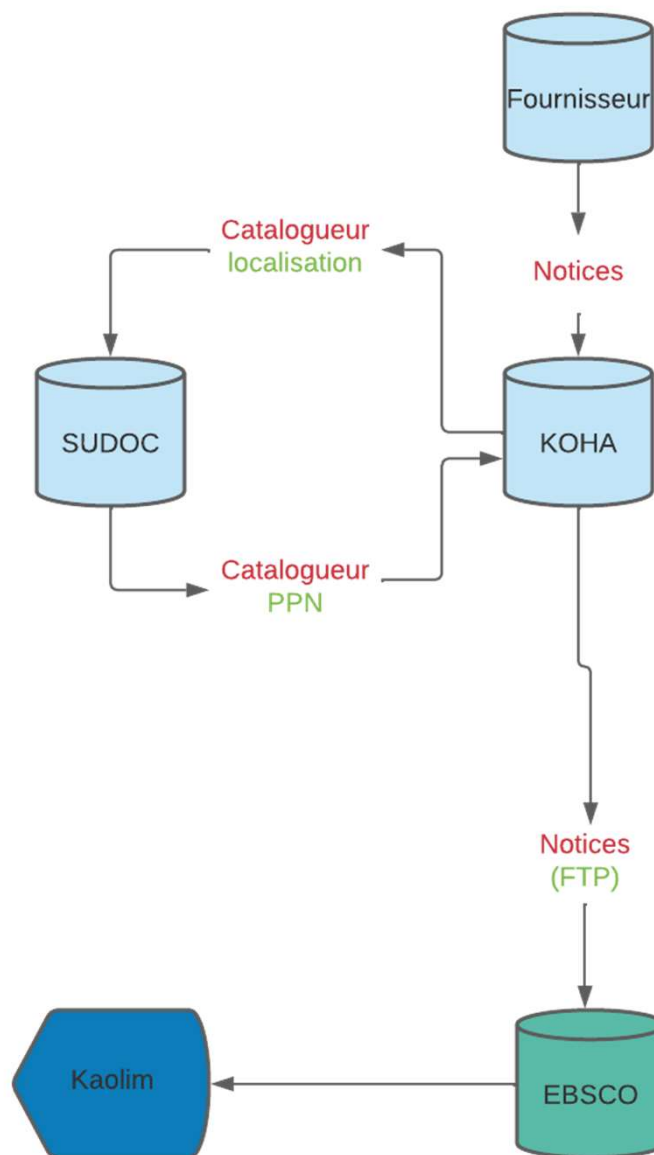 Fournisseur
Notices
Catalogueur
localisation
SUDOC
KOHA
Catalogueur
PPN
Notices
(FTP)
Kaolim
EBSCO